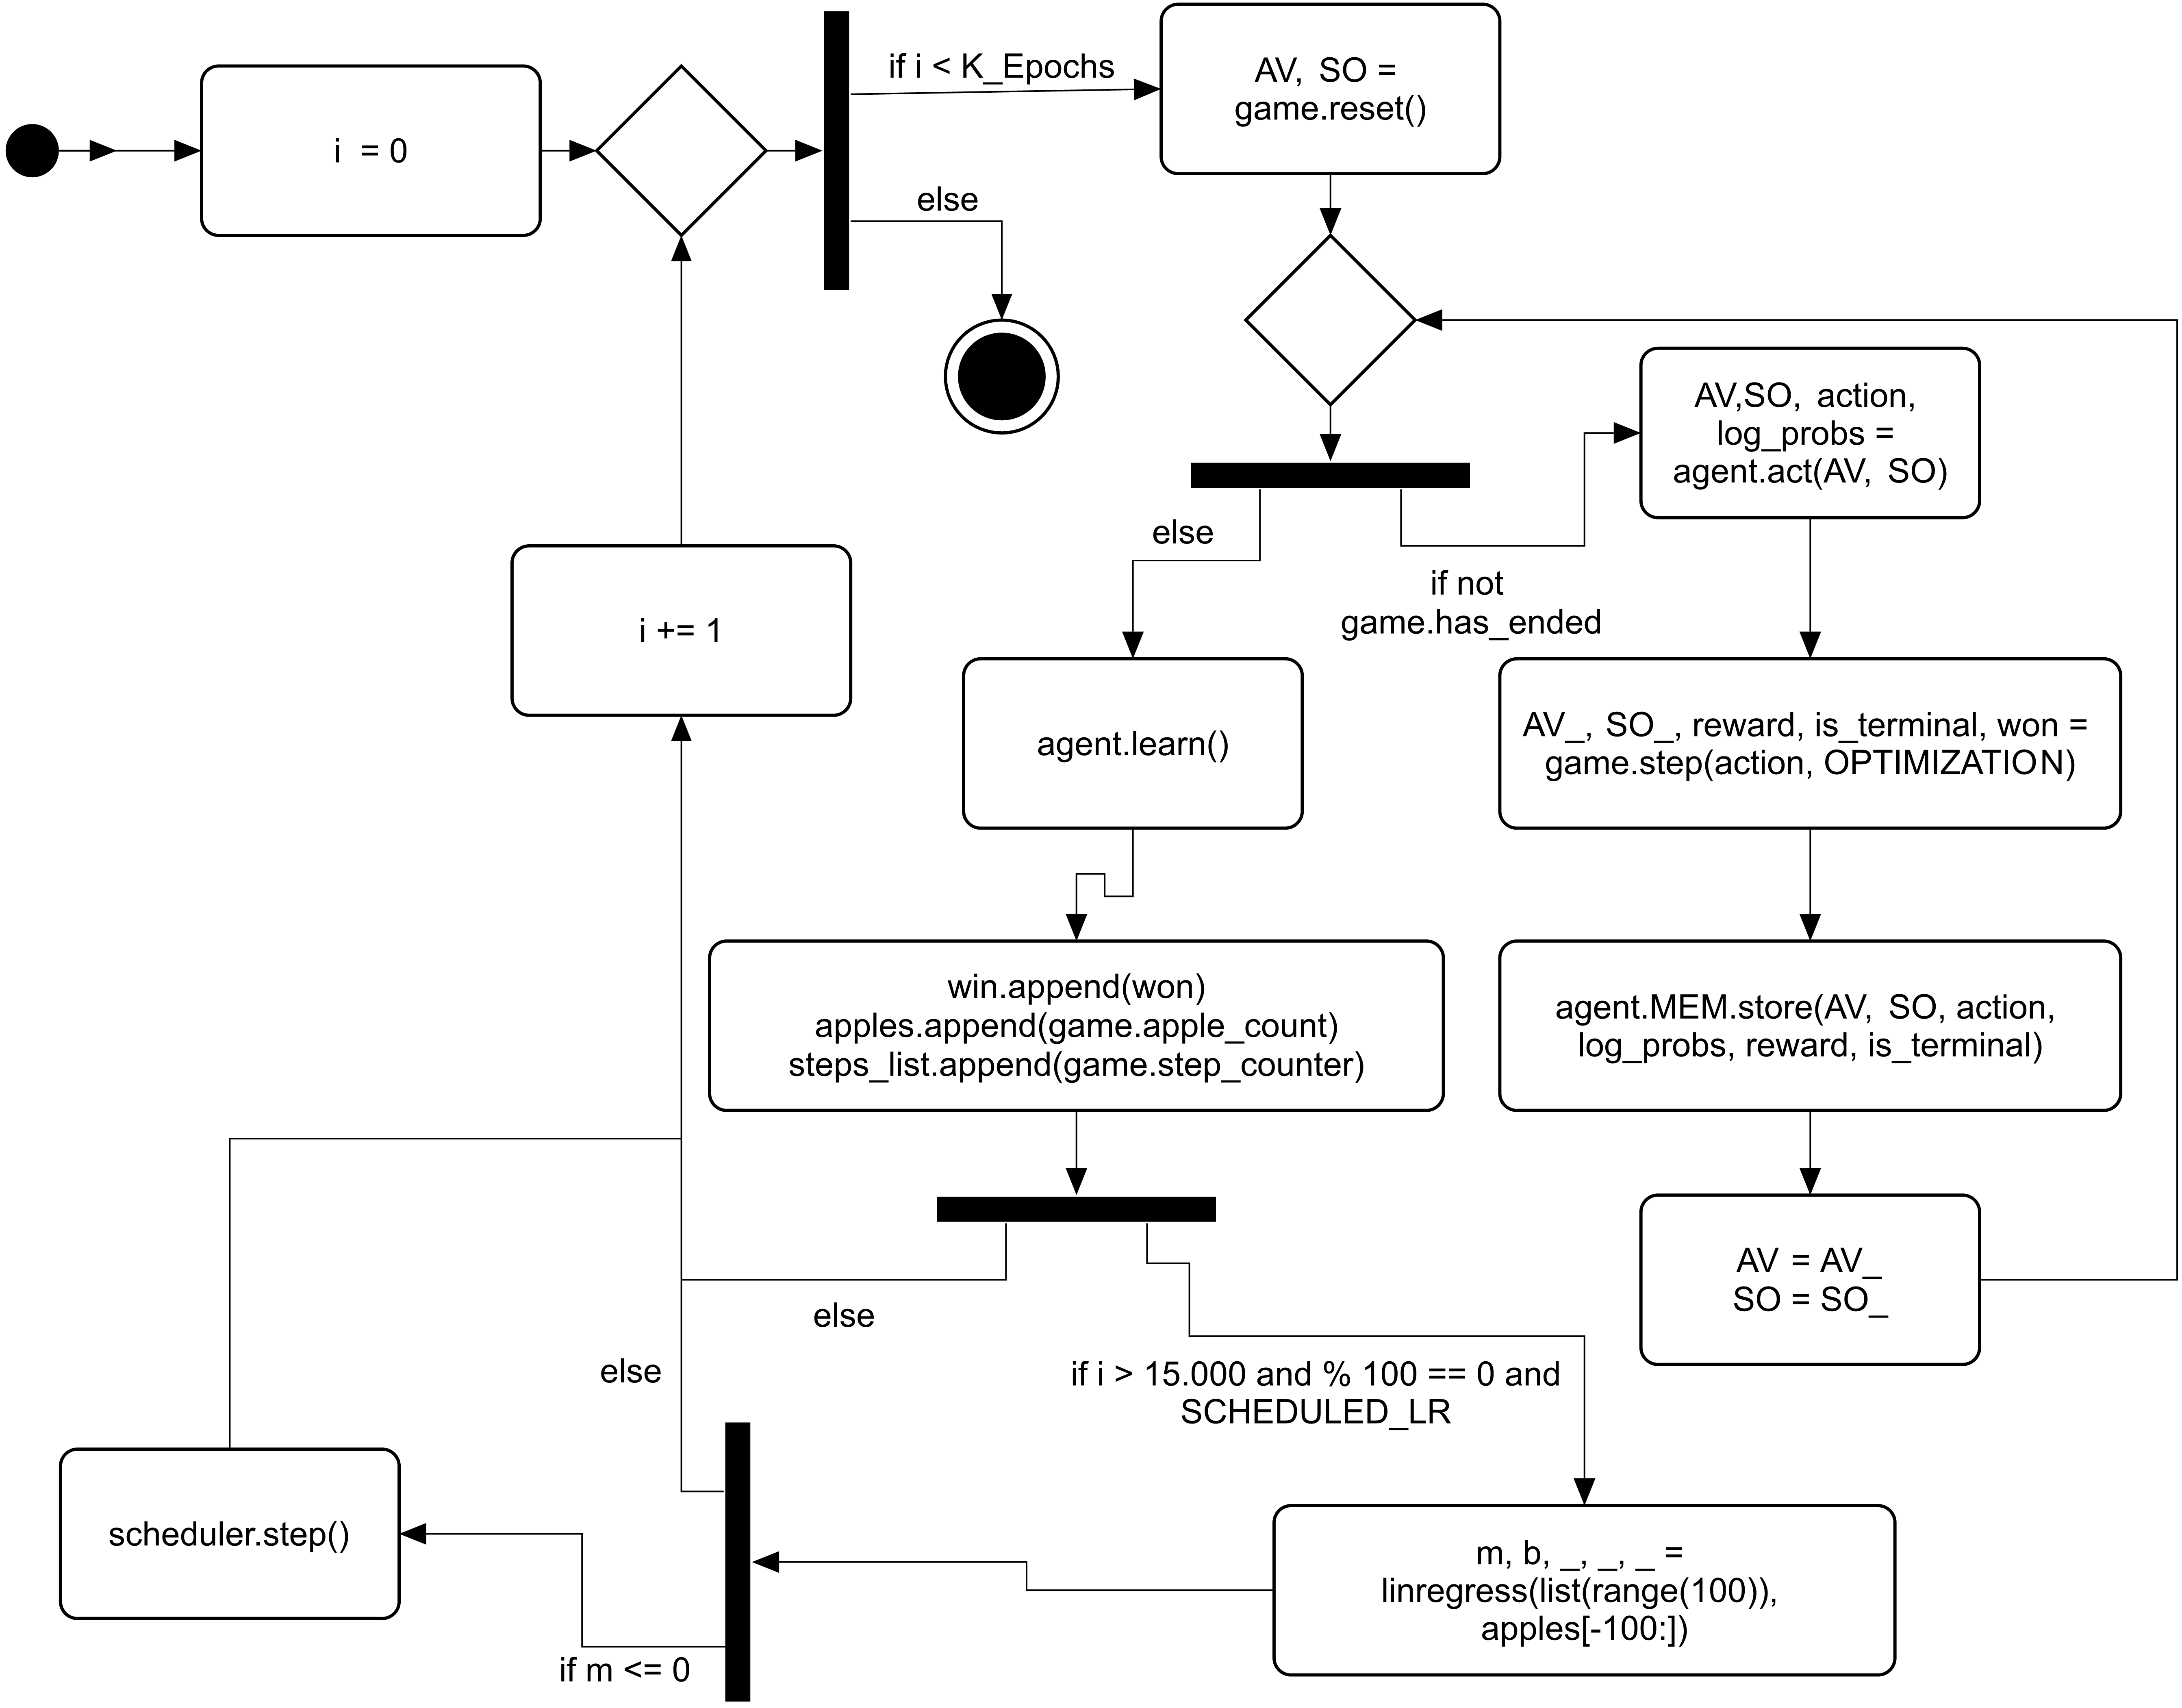 i = 0
if i < K_Epochs
else
AV, SO =
game.reset()
AV,SO, action,
log_probs =
agent.act(AV, SO)
else
if not
game.has_ended
i += 1
agent.learn()
AV_, SO_, reward, is_terminal, won =
game.step(action, OPTIMIZATION)
win.append(won)
apples.append(game.apple_count)
steps_list.append(game.step_counter)
agent.MEM.store(AV, SO, action,
log_probs, reward, is_terminal)
AV = AV_
SO = SO_
else
else
if i > 15.000 and % 100 == 0 and
SCHEDULED_LR
scheduler.step()
if m <= 0
m, b, _, _, _ =
linregress(list(range(100)),
apples[-100:])